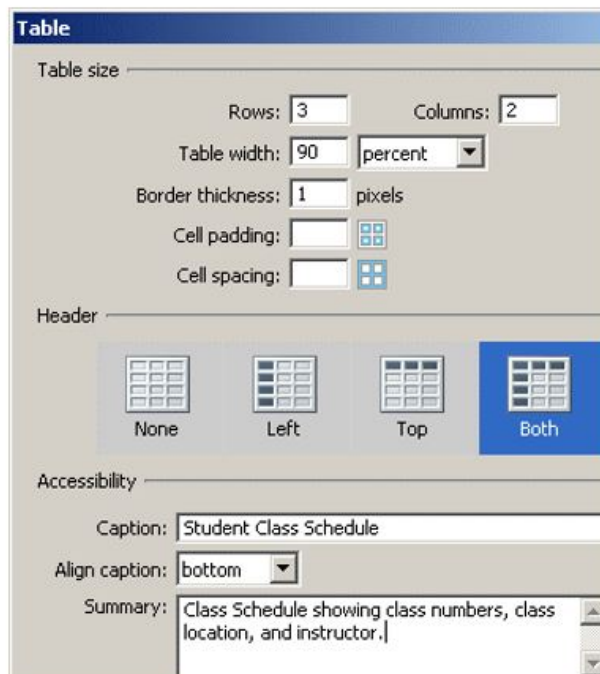 Table
Table size
Rows: 3 Columns: 2
Table width: 90 percent
Border thickness: 1 pixels
Cell padding:
Cell spacing:
Header
None Left Top Both
Accessibility
Caption: Student Class Schedule
Align caption: bottom
Summary: Class Schedule showing class numbers, class
location, and instructor.